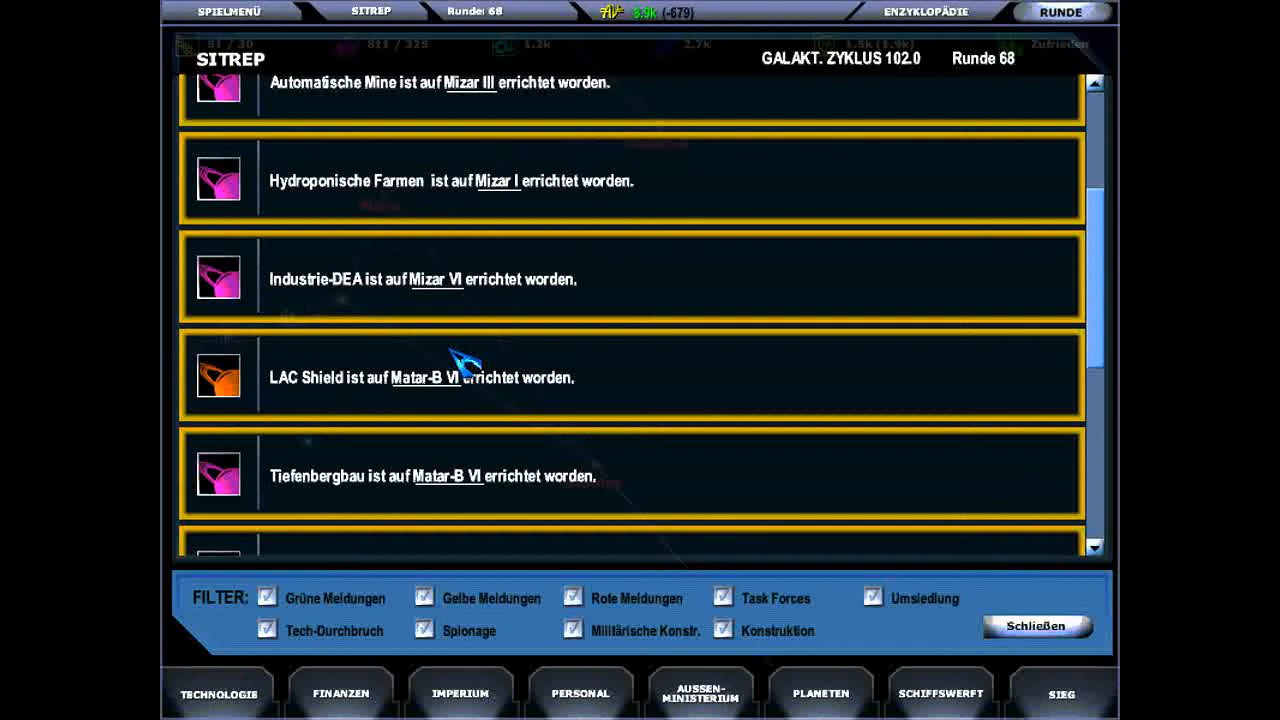 SPIELMENÜ
SITREP
Runde: 68
(-679)
ENZYKLOPÄDIE
RUNDE
SITREP
GALAKT. ZYKLUS 102.0
Runde 68
Automatische Mine ist auf Mizar III errichtet worden.
Hydroponische Farmen ist auf Mizar I errichtet worden.
Industrie-DEA ist auf Mizar VI errichtet worden.
LAC Shield ist auf Matar-B VI errichtet worden.
Tiefenbergbau ist auf Matar-B VI errichtet worden.
FILTER:
Grüne Meldungen
Gelbe Meldungen
Rote Meldungen
Task Forces
Umsiedlung
Tech-Durchbruch
Spionage
Militärische Konstr.
Konstruktion
Schließen
TECHNOLOGIE
FINANZEN
IMPERIUM
PERSONAL
AUSSEN-
MINISTERIUM
PLANETEN
SCHIFFSWERFT
SIEG